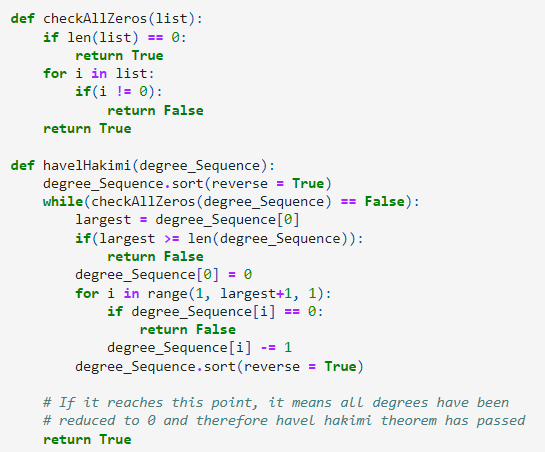 def checkAllZeros(list):
    if len(list) == 0:
        return True
    for i in list:
        if(i != 0):
            return False
    return True

def havelHakimi(degree_Sequence):
    degree_Sequence.sort(reverse = True)
    while(checkAllZeros(degree_Sequence) == False):
        largest = degree_Sequence[0]
        if(largest >= len(degree_Sequence)):
            return False
        degree_Sequence[0] = 0
        for i in range(1, largest+1, 1):
            if degree_Sequence[i] == 0:
                return False
            degree_Sequence[i] -= 1
        degree_Sequence.sort(reverse = True)

    # If it reaches this point, it means all degrees have been
    # reduced to 0 and therefore havel hakimi theorem has passed
    return True